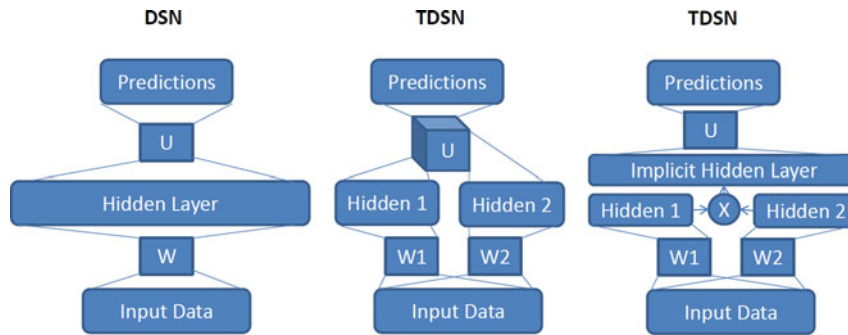 DSN
Predictions
U
Hidden Layer
W
Input Data
TDSN
Predictions
U
Hidden 1 Hidden 2
W1 W2
Input Data
TDSN
Predictions
U
Implicit Hidden Layer
Hidden 1 X Hidden 2
W1 W2
Input Data